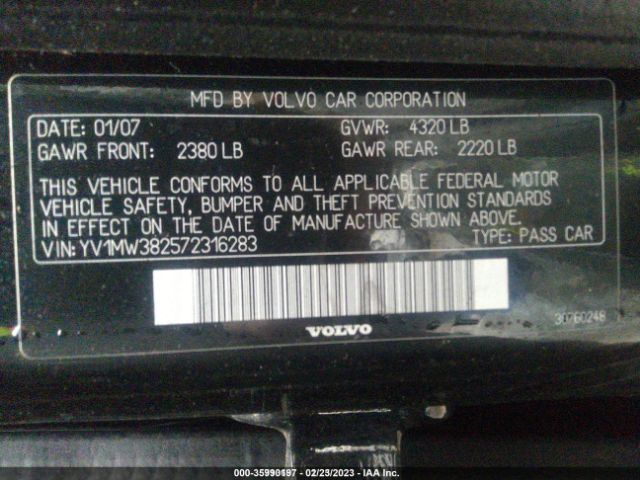 MFD BY VOLVO CAR CORPORATION
DATE: 01/07 GVWR: 4320 LB
GAWR FRONT: 2380 LB GAWR REAR: 2220 LB
THIS VEHICLE CONFORMS TO ALL APPLICABLE FEDERAL MOTOR
VEHICLE SAFETY, BUMPER AND THEFT PREVENTION STANDARDS
IN EFFECT ON THE DATE OF MANUFACTURE SHOWN ABOVE.
VIN: YV1MW382572316283 TYPE: PASS CAR
VOLVO
30760248
000-35990197 - 02/25/2023 - IAA Inc.